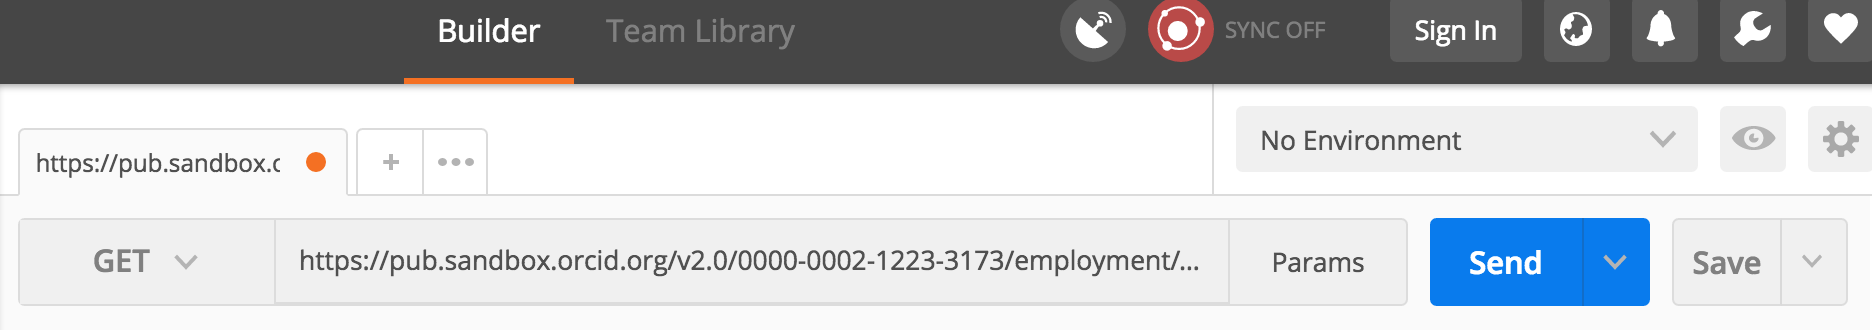 Builder Team Library SYNC OFF Sign In
No Environment
https://pub.sandbox.c + •••
GET https://pub.sandbox.orcid.org/v2.0/0000-0002-1223-3173/employment/... Params Send Save